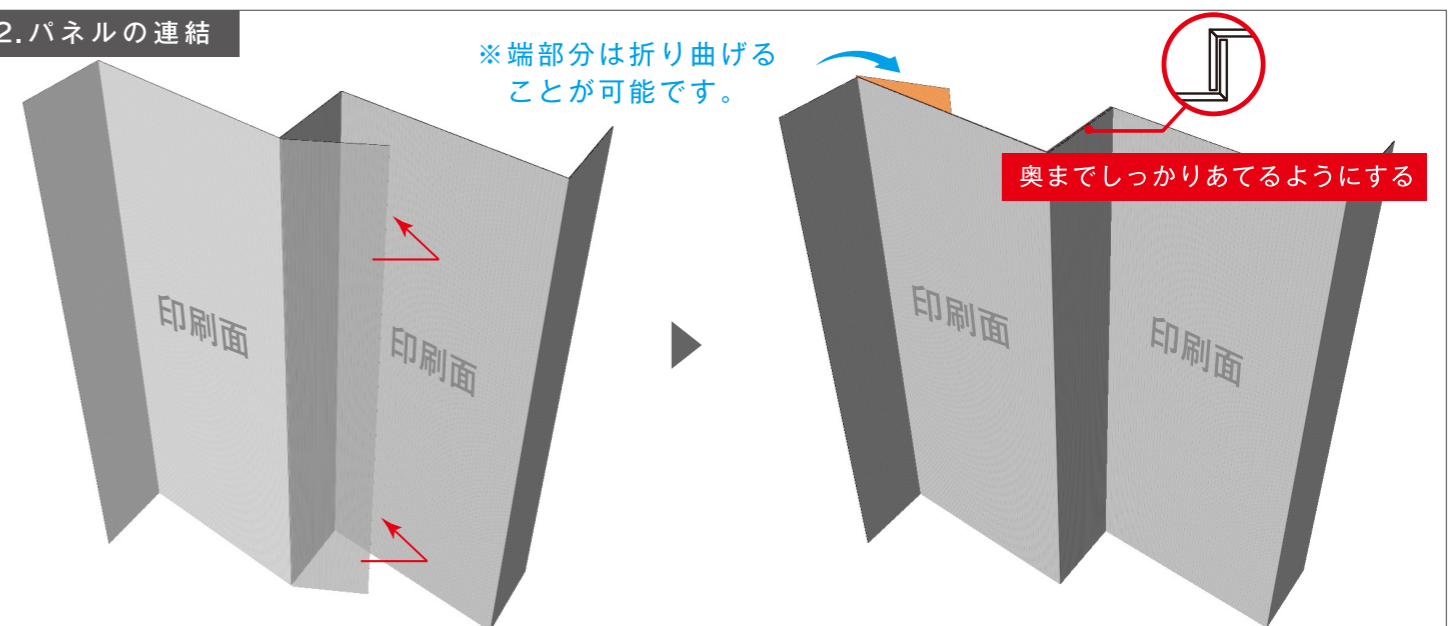 2.パネルの連結
※端部分は折り曲げる
ことが可能です。
奥までしっかりあてるようにする
印刷面
印刷面
印刷面
印刷面